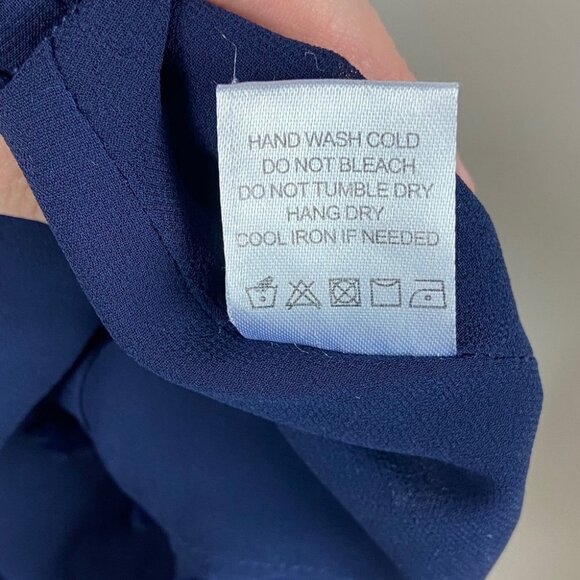 HAND WASH COLD
DO NOT BLEACH
DO NOT TUMBLE DRY
HANG DRY
COOL IRON IF NEEDED